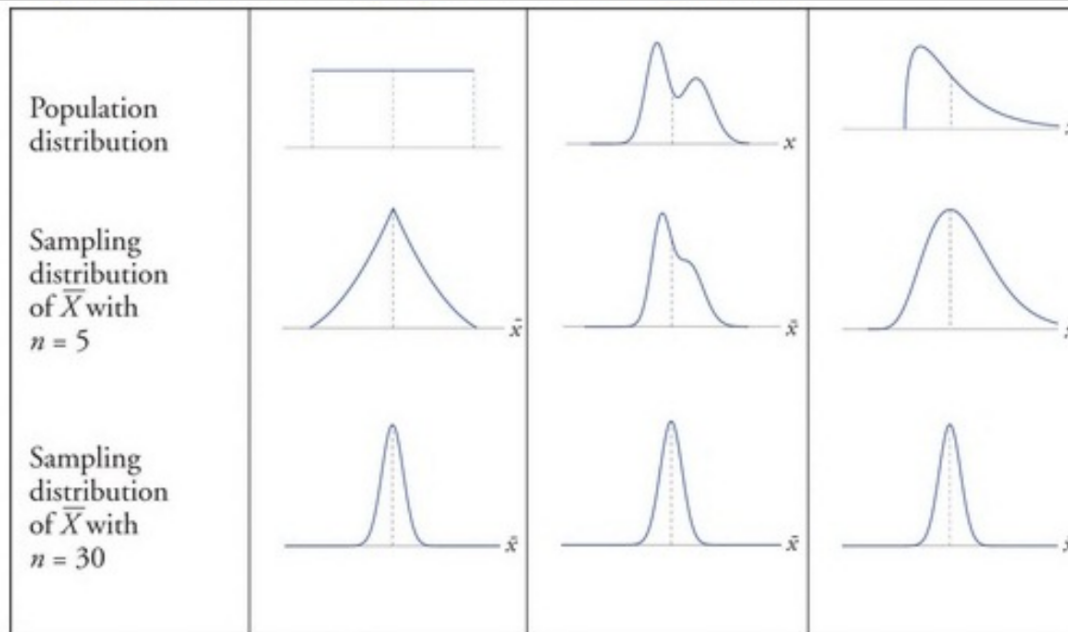 Population
distribution
x
Sampling
distribution
of X̅ with
n = 5
x̄
x̄
Sampling
distribution
of X̅ with
n = 30
x̄
x̄